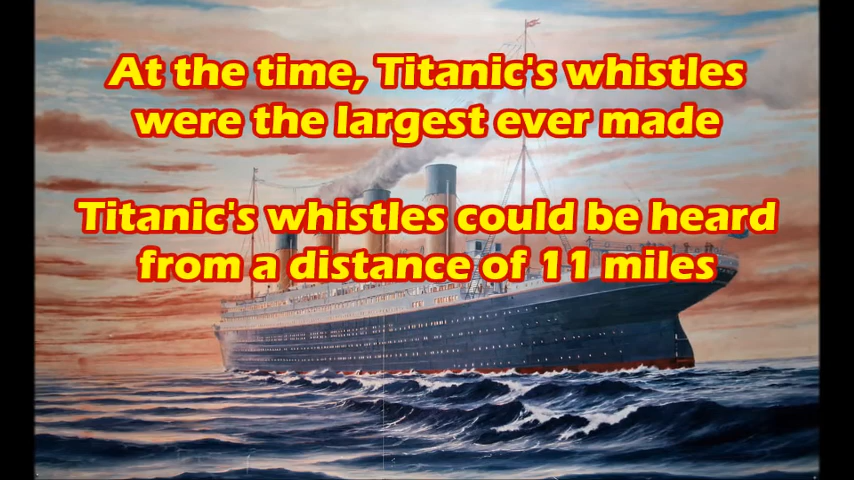 At the time, Titanic's whistles
were the largest ever made
Titanic's whistles could be heard
from a distance of 11 miles